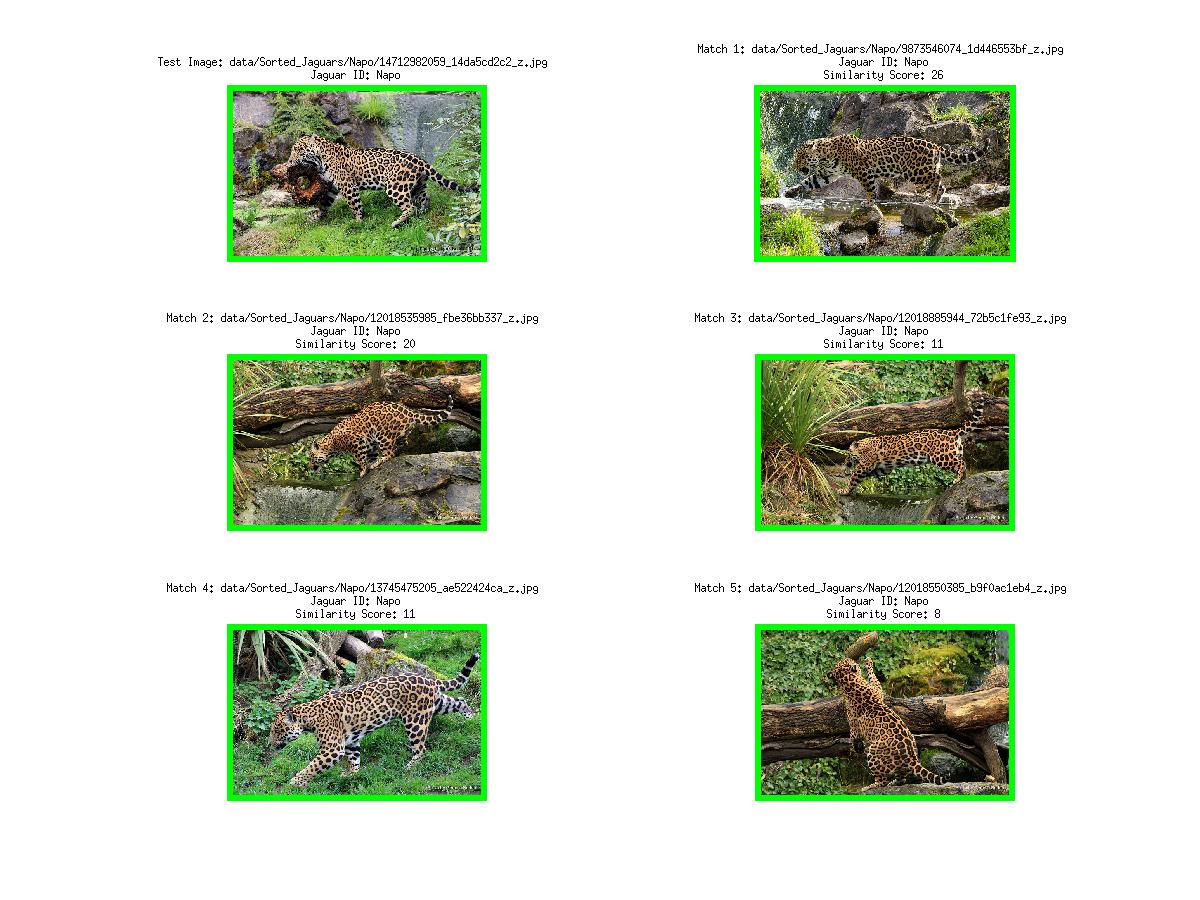 Test Image: data/Sorted_Jaguars/Napo/14712982059_14da5cd2c2_z.jpg
Jaguar ID: Napo
Match 1: data/Sorted_Jaguars/Napo/9873546074_1d446553bf_z.jpg
Jaguar ID: Napo
Similarity Score: 26
Match 2: data/Sorted_Jaguars/Napo/12018535985_fbe36bb337_z.jpg
Jaguar ID: Napo
Similarity Score: 20
Match 3: data/Sorted_Jaguars/Napo/12018885944_72b5c1fe93_z.jpg
Jaguar ID: Napo
Similarity Score: 11
Match 4: data/Sorted_Jaguars/Napo/13745475205_ae522424ca_z.jpg
Jaguar ID: Napo
Similarity Score: 11
Match 5: data/Sorted_Jaguars/Napo/12018550385_b9f0ac1eb4_z.jpg
Jaguar ID: Napo
Similarity Score: 8